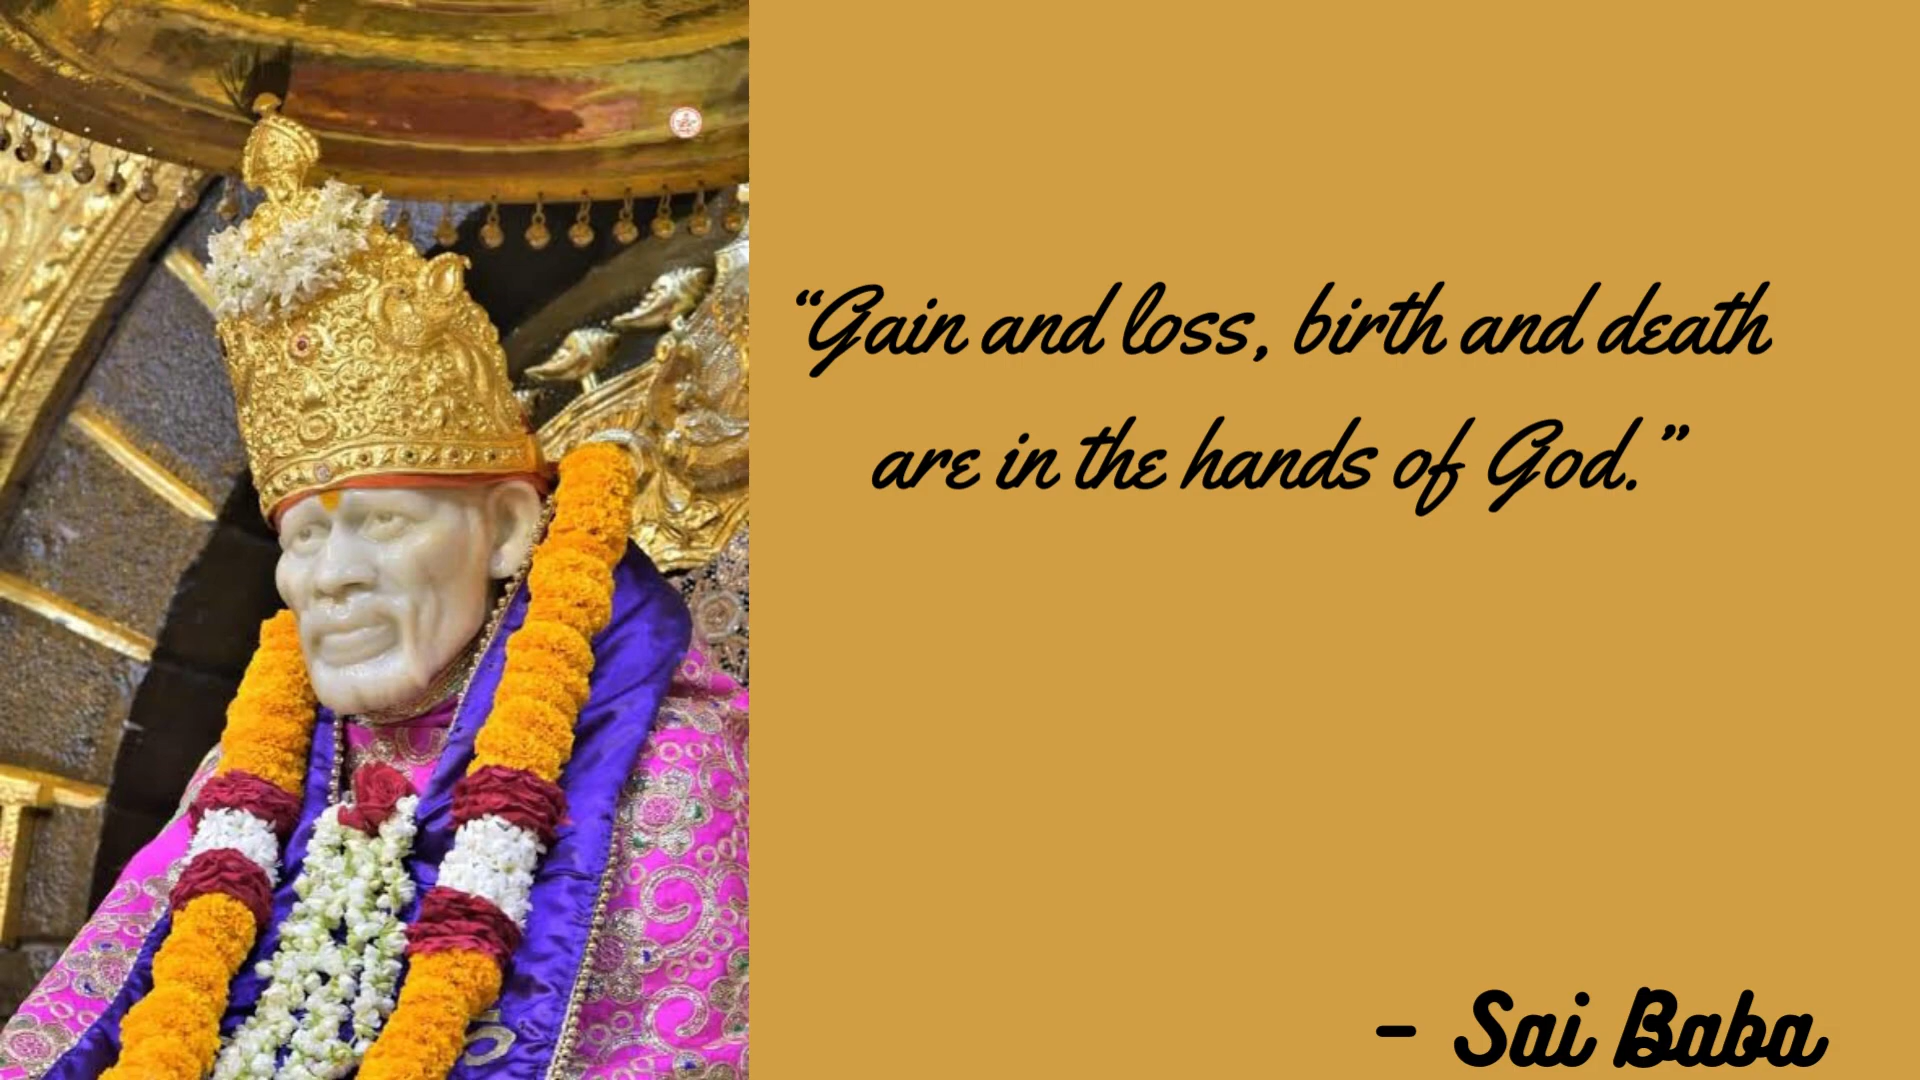 “Gain and loss, birth and death
are in the hands of God.”
- Sai Baba